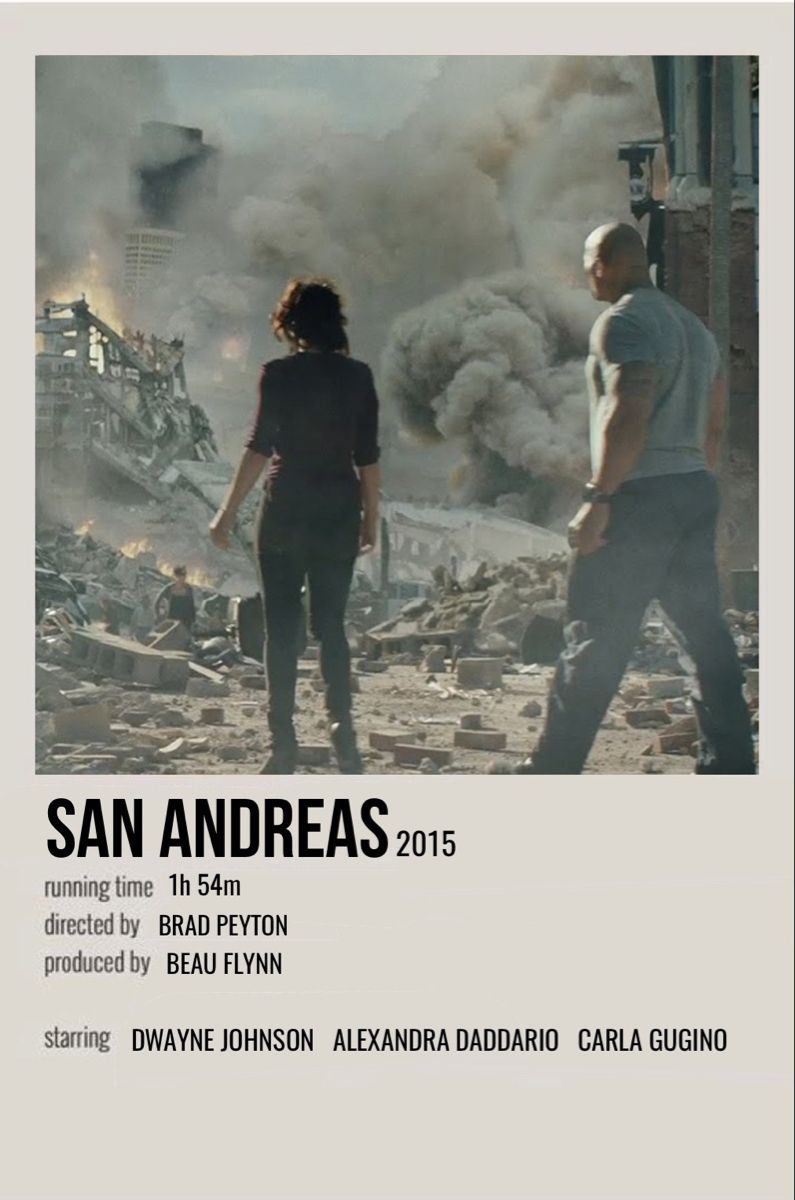 SAN ANDREAS 2015
running time 1h 54m
directed by BRAD PEYTON
produced by BEAU FLYNN
starring DWAYNE JOHNSON ALEXANDRA DADDARIO CARLA GUGINO